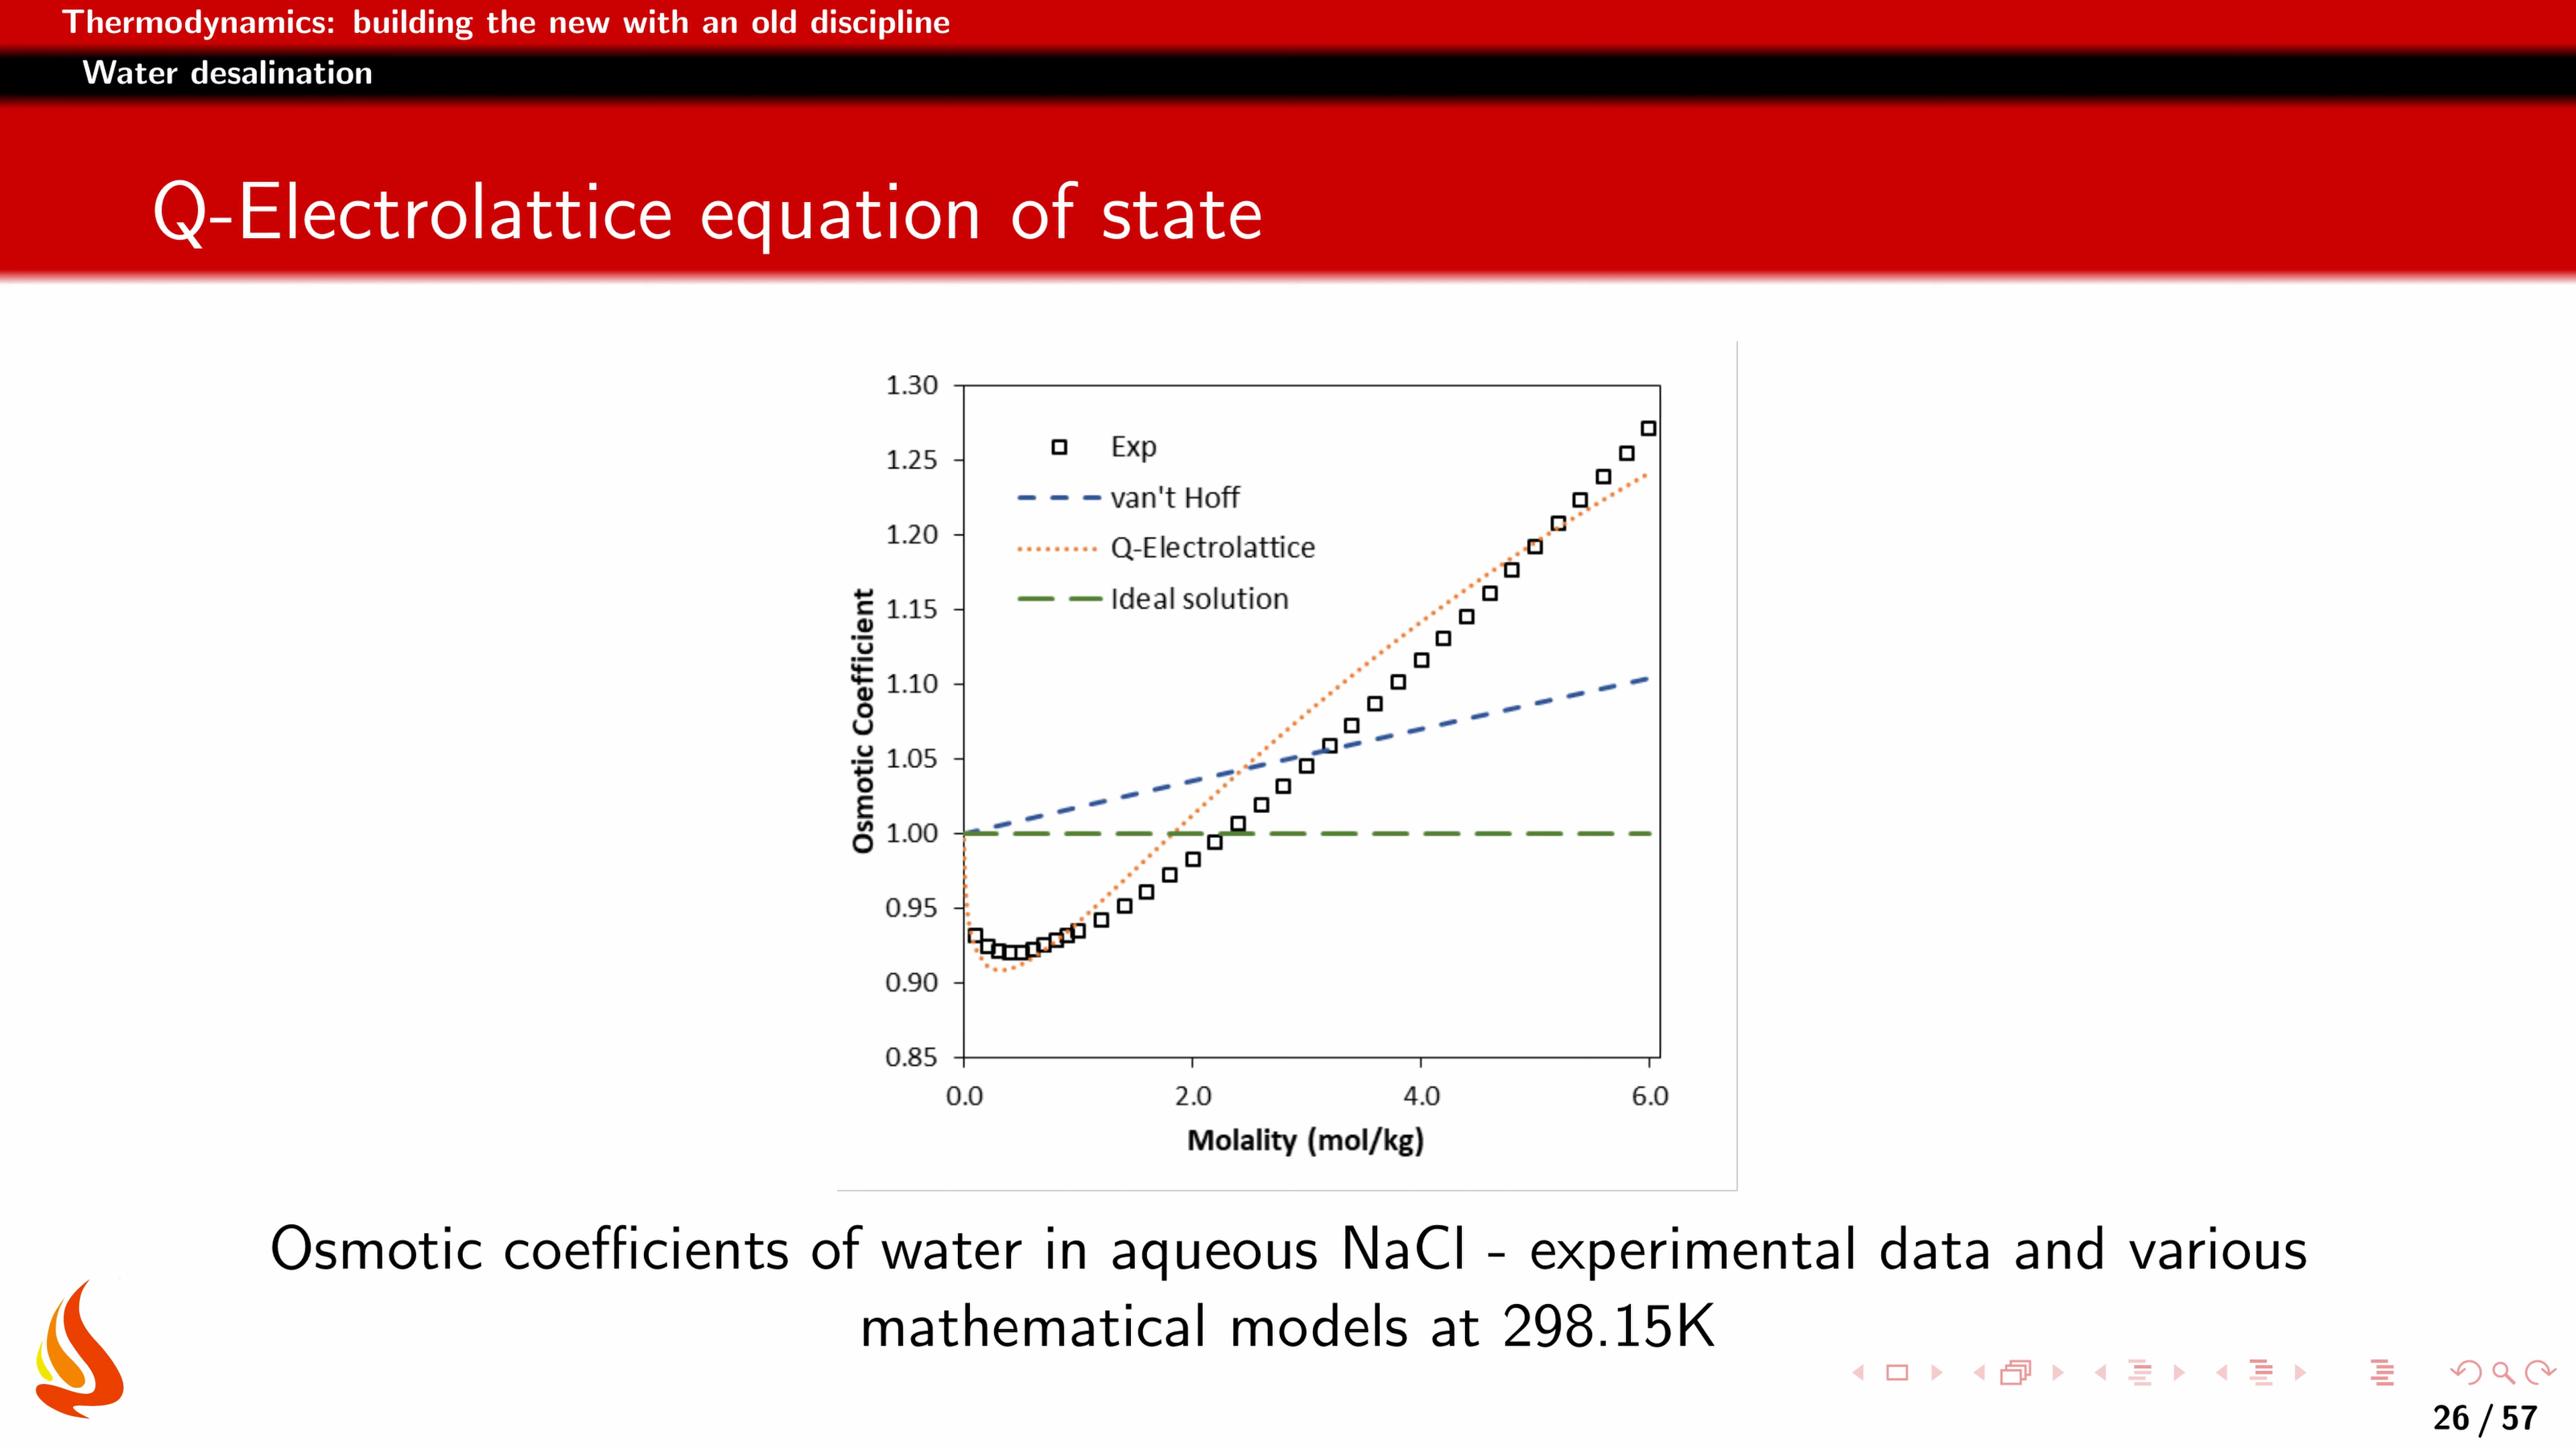 Thermodynamics: building the new with an old discipline
Water desalination
Q-Electrolattice equation of state
1.30
1.25
1.20
1.15
1.10
1.05
1.00
0.95
0.90
0.85
Osmotic Coefficient
Exp
van't Hoff
Q-Electrolattice
Ideal solution
0.0 2.0 4.0 6.0
Molality (mol/kg)
Osmotic coefficients of water in aqueous NaCl - experimental data and various
mathematical models at 298.15K
26 / 57